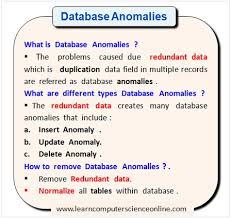 Database Anomalies
What is Database Anomalies ?
▪ The problems caused due redundant data
which is duplication data field in multiple records
are referred as database anomalies .
What are different types Database Anomalies ?
▪ The redundant data creates many database
anomalies that include :
a. Insert Anomaly .
b. Update Anomaly.
c. Delete Anomaly .
How to remove Database Anomalies ? .
▪ Remove Redundant data.
▪ Normalize all tables within database .
www.learncomputerscienceonline.com